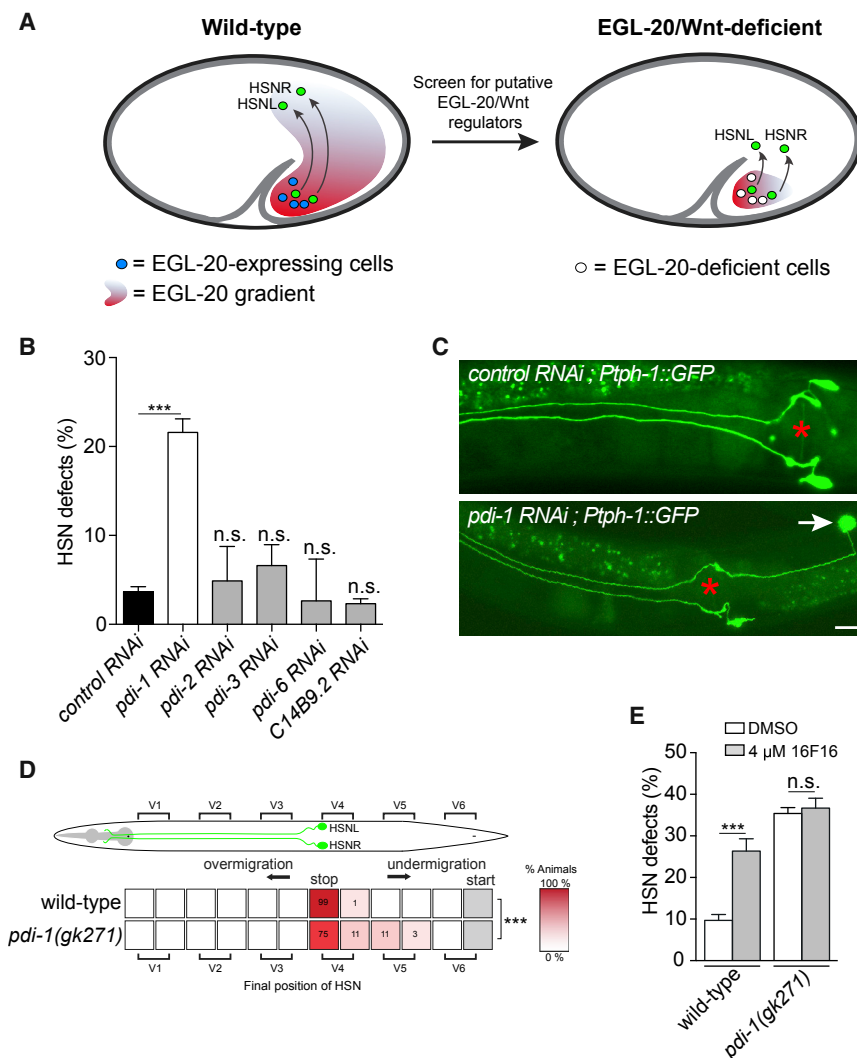 A
Wild-type
EGL-20/Wnt-deficient
HSNR
HSNL
Screen for putative
EGL-20/Wnt
regulators
HSNL HSNR
= EGL-20-expressing cells
= EGL-20 gradient
= EGL-20-deficient cells
B
HSN defects (%)
30
20
10
0
***
n.s.
n.s.
n.s.
n.s.
control RNAi
pdi-1 RNAi
pdi-2 RNAi
pdi-3 RNAi
pdi-6 RNAi
C14B9.2 RNAi
C
control RNAi ; Ptph-1::GFP
*
pdi-1 RNAi ; Ptph-1::GFP
*
D
V1 V2 V3 V4 V5 V6
HSNL
HSNR
overmigration
undermigration
stop
start
wild-type
99 1
pdi-1(gk271)
75 11 11 3
***
V1 V2 V3 V4 V5 V6
Final position of HSN
% Animals
100 %
0 %
E
DMSO
4 µM 16F16
HSN defects (%)
50
40
30
20
10
0
***
n.s.
wild-type
pdi-1(gk271)